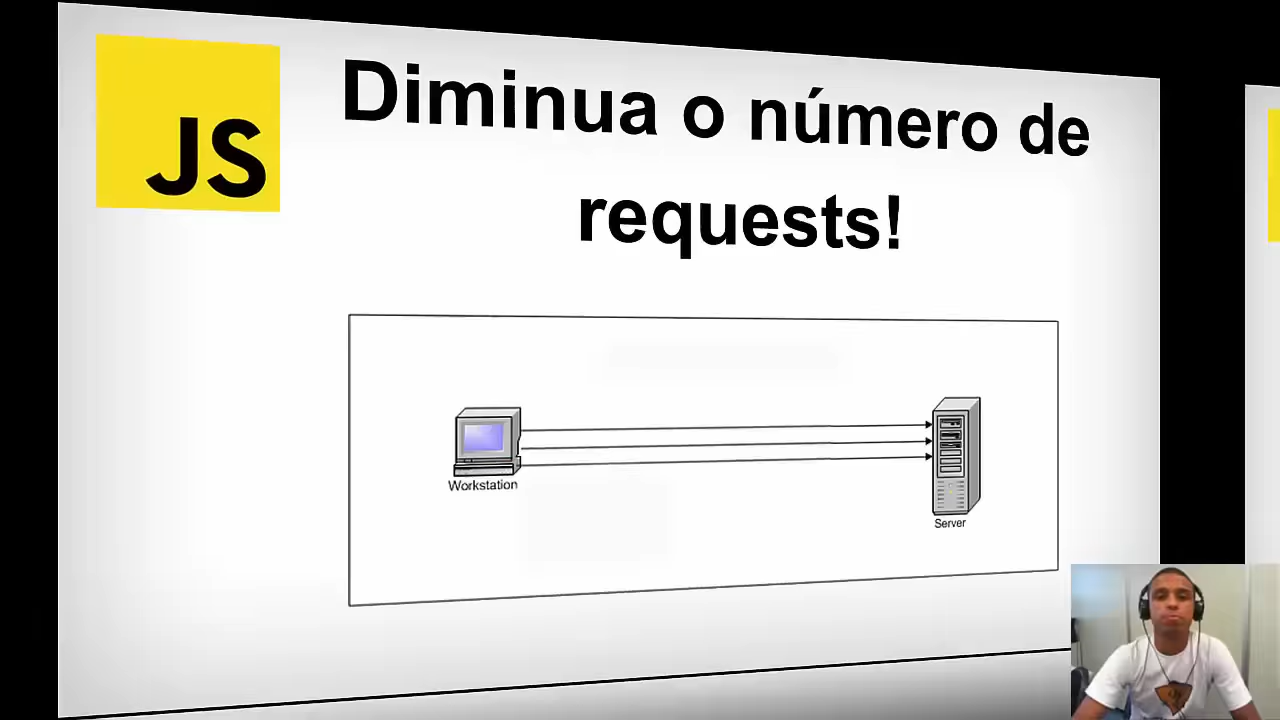 JS
Diminua o número de
requests!
Workstation
Server